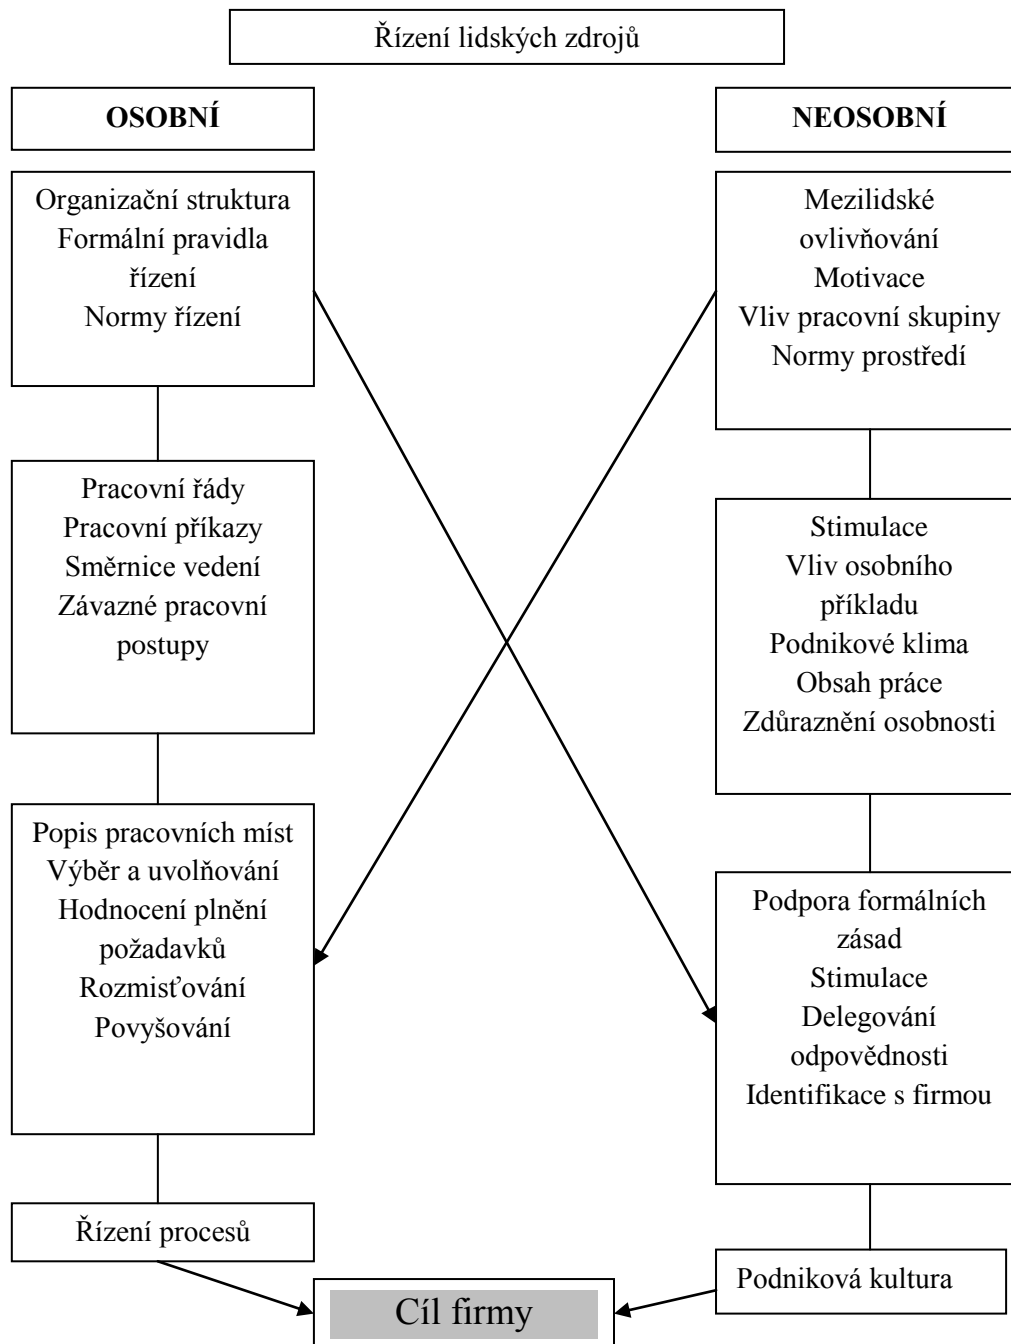 Řízení lidských zdrojů
OSOBNÍ
Organizační struktura
Formální pravidla
řízení
Normy řízení
Pracovní řády
Pracovní příkazy
Směrnice vedení
Závazné pracovní
postupy
Popis pracovních míst
Výběr a uvolňování
Hodnocení plnění
požadavků
Rozmisťování
Povyšování
Řízení procesů
NEOSOBNÍ
Mezilidské
ovlivňování
Motivace
Vliv pracovní skupiny
Normy prostředí
Stimulace
Vliv osobního
příkladu
Podnikové klima
Obsah práce
Zdůraznění osobnosti
Podpora formálních
zásad
Stimulace
Delegování
odpovědnosti
Identifikace s firmou
Podniková kultura
Cíl firmy